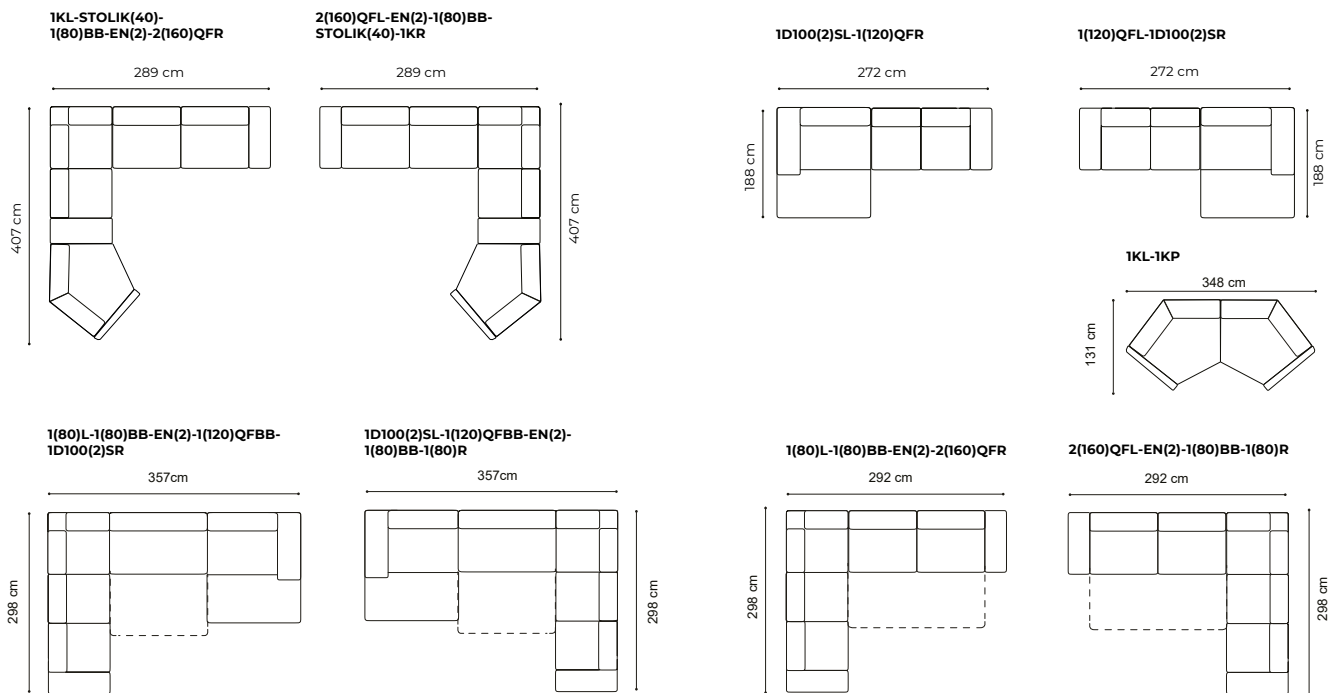 1KL-STOLIK(40)-
1(80)BB-EN(2)-2(160)QFR
289 cm
407 cm
2(160)QFL-EN(2)-1(80)BB-
STOLIK(40)-1KR
289 cm
407 cm
1D100(2)SL-1(120)QFR
272 cm
188 cm
1(120)QFL-1D100(2)SR
272 cm
188 cm
1KL-1KP
348 cm
131 cm
1(80)L-1(80)BB-EN(2)-1(120)QFBB-
1D100(2)SR
357cm
298 cm
1D100(2)SL-1(120)QFBB-EN(2)-
1(80)BB-1(80)R
357cm
298 cm
1(80)L-1(80)BB-EN(2)-2(160)QFR
292 cm
298 cm
2(160)QFL-EN(2)-1(80)BB-1(80)R
292 cm
298 cm